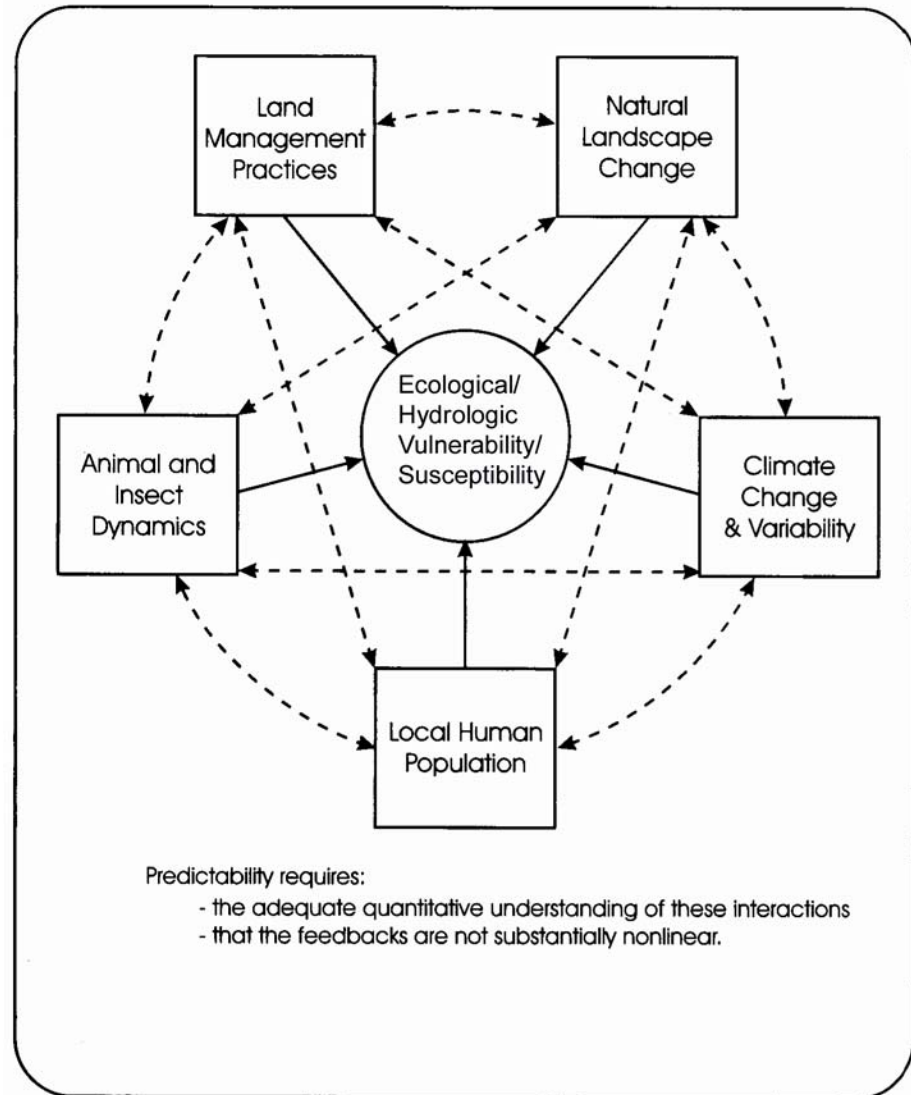 Land
Management
Practices
Natural
Landscape
Change
Ecological/
Hydrologic
Vulnerability/
Susceptibility
Animal and
Insect
Dynamics
Climate
Change
& Variability
Local Human
Population
Predictability requires:
- the adequate quantitative understanding of these interactions
- that the feedbacks are not substantially nonlinear.